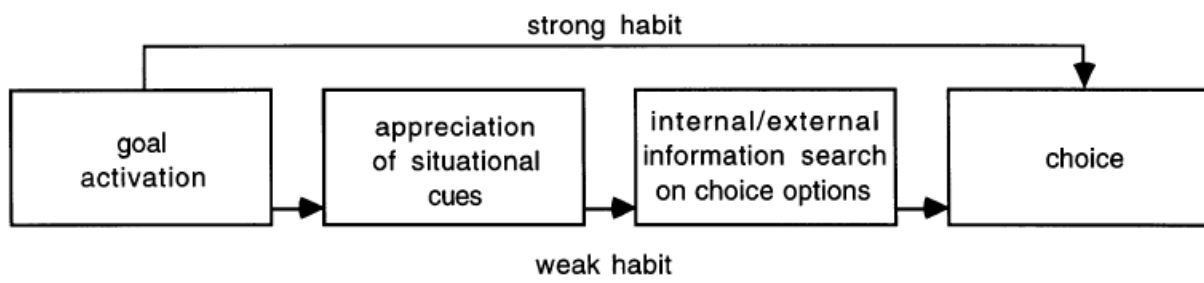 strong habit
goal
activation
appreciation
of situational
cues
internal/external
information search
on choice options
choice
weak habit